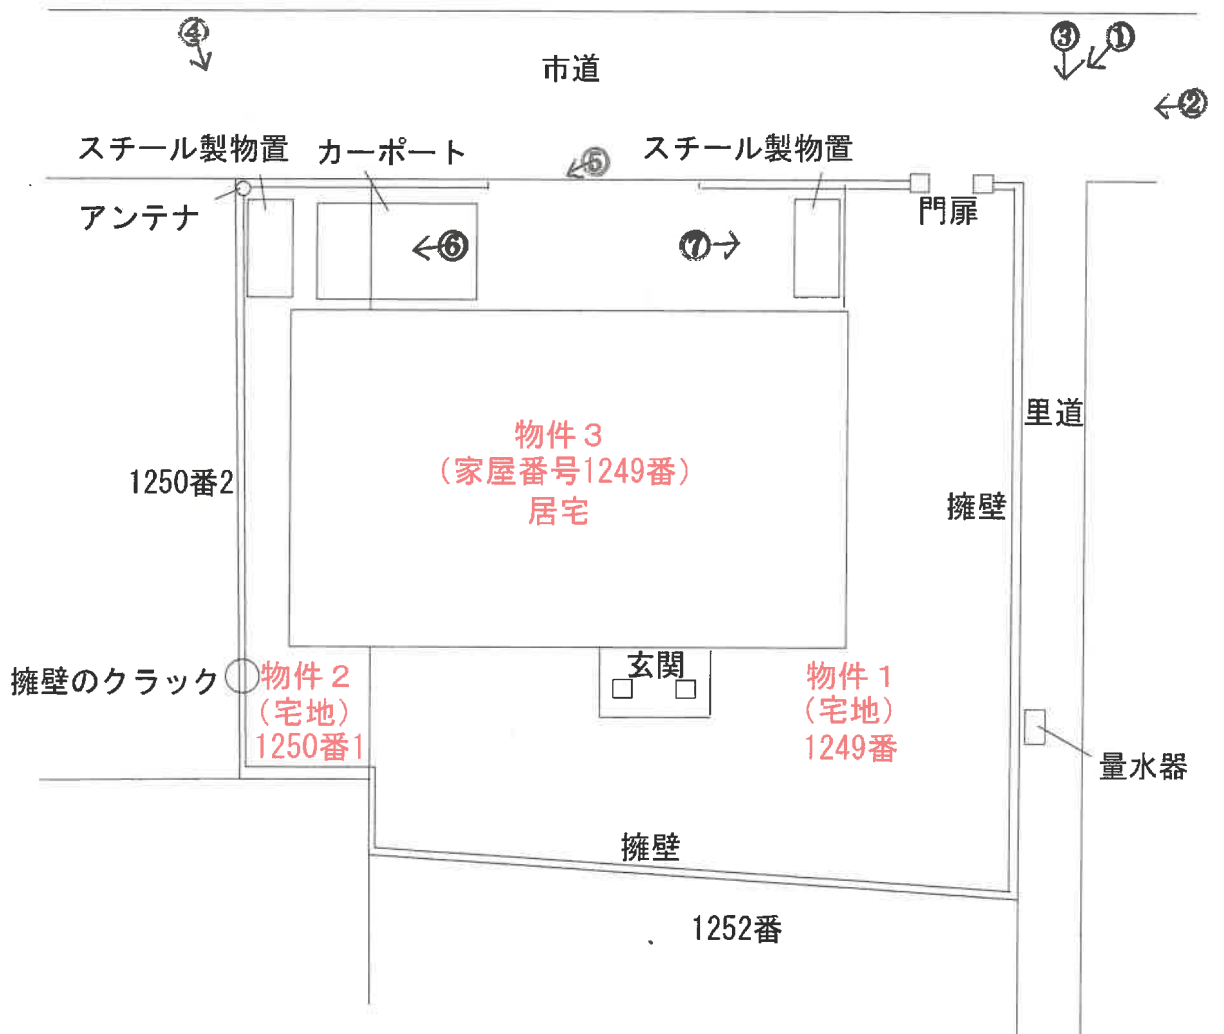 ④
③
①
市道
②
スチール製物置
カーポート
⑤
スチール製物置
アンテナ
門扉
⑥
⑦
里道
物件３
（家屋番号1249番）
居宅
1250番2
擁壁
玄関
擁壁のクラック
物件２
（宅地）
1250番1
物件１
（宅地）
1249番
量水器
擁壁
1252番